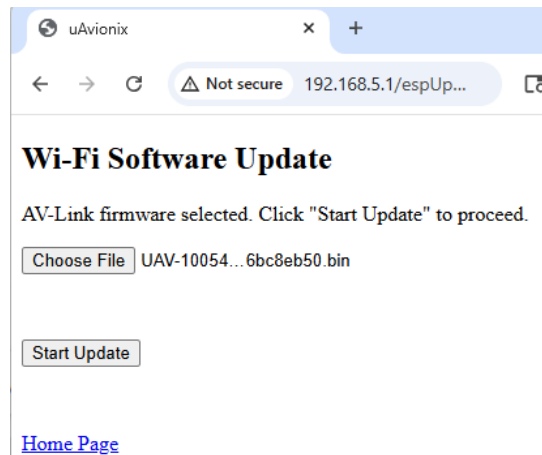 uAvionix
Not secure 192.168.5.1/espUp...
Wi-Fi Software Update
AV-Link firmware selected. Click "Start Update" to proceed.
Choose File UAV-10054...6bc8eb50.bin
Start Update
Home Page